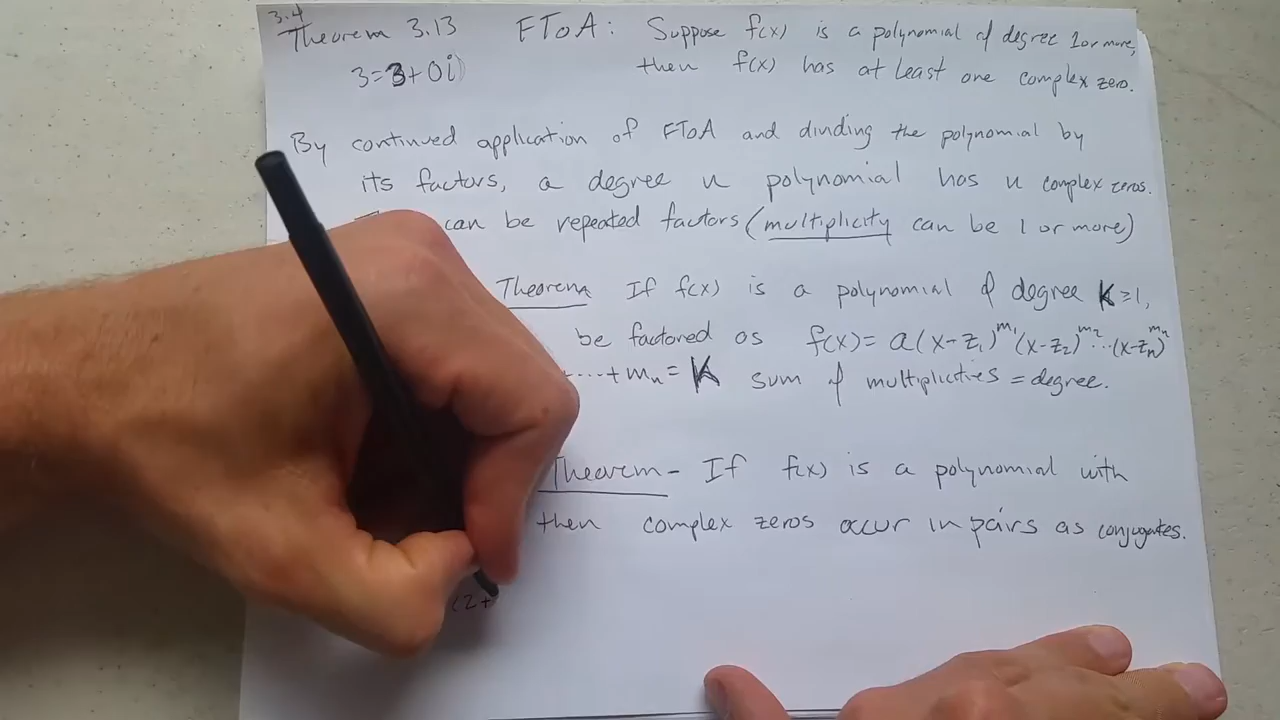 3.4
Theorem 3.13 FToA: Suppose f(x) is a polynomial of degree 1 or more,
3=3+0i) then f(x) has at least one complex zero.
By continued application of FToA and dividing the polynomial by
its factors, a degree n polynomial has n complex zeros.
can be repeated factors (multiplicity can be 1 or more)
Theorem If f(x) is a polynomial of degree K≥1,
be factored as f(x)= a(x-z₁)^m₁(x-z₂)^m₂...(x-zₙ)^mₙ
....+mₙ= K sum of multiplicities = degree.
Theorem - If f(x) is a polynomial with
then complex zeros occur in pairs as conjugates.
(2+